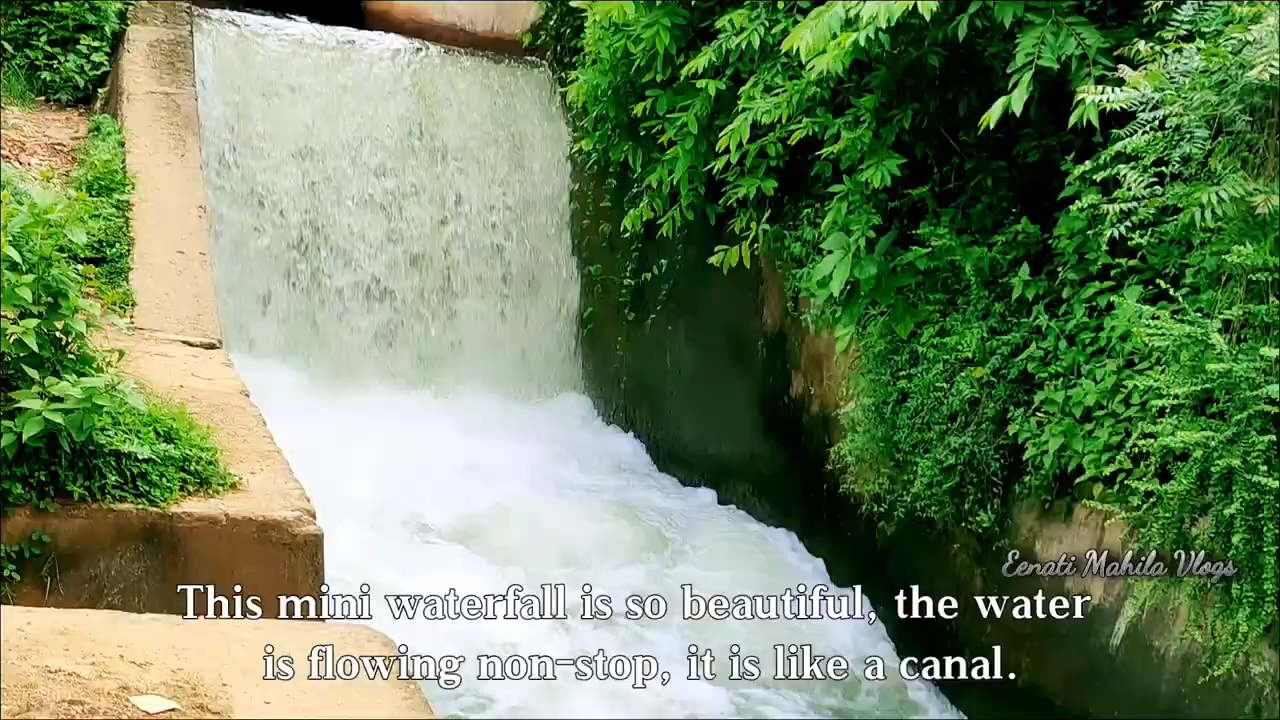 Eenati Mahila Vlogs
This mini waterfall is so beautiful, the water
is flowing non-stop, it is like a canal.